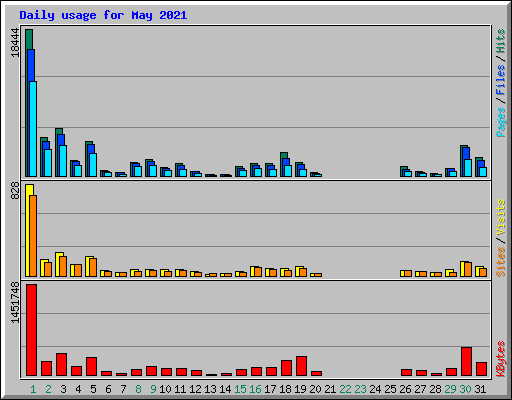 Daily usage for May 2021
18444
Pages / Files / Hits
828
Sites / Visits
1451748
KBytes
1 2 3 4 5 6 7 8 9 10 11 12 13 14 15 16 17 18 19 20 21 22 23 24 25 26 27 28 29 30 31